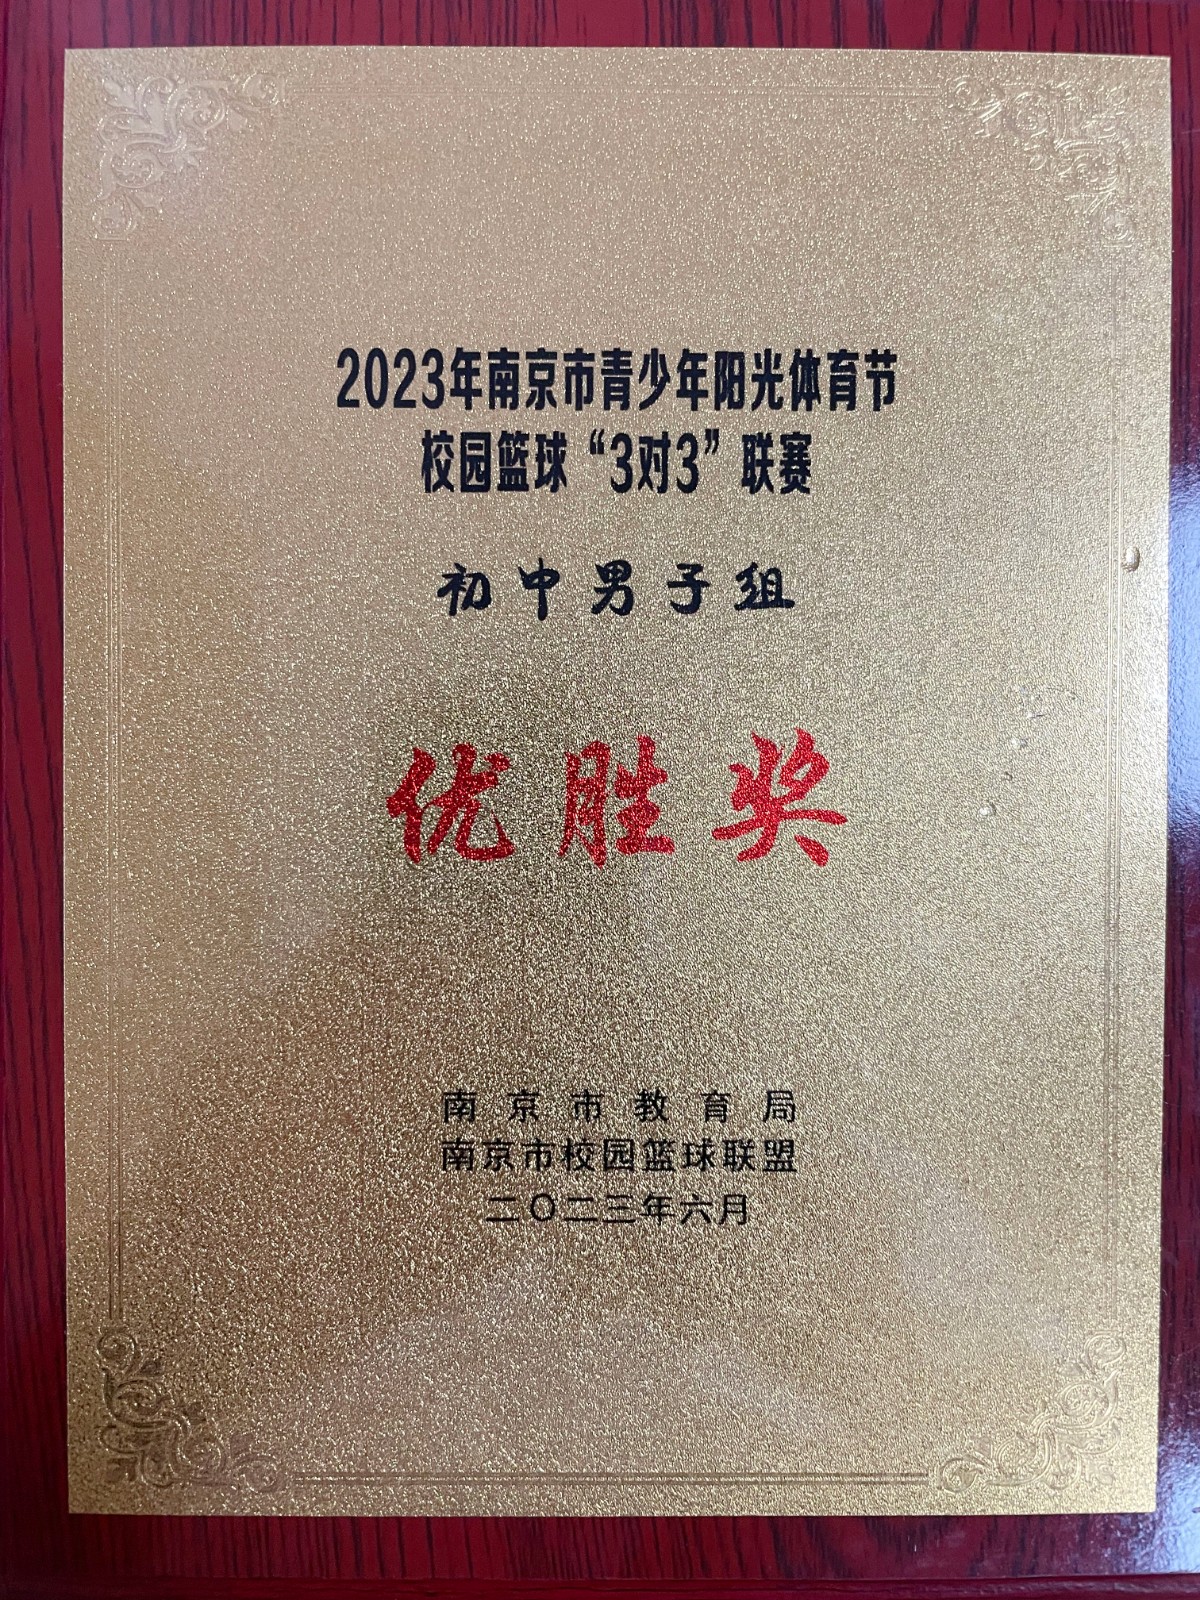 2023年南京市青少年阳光体育节
校园篮球“3对3”联赛
初中男子组
优胜奖
南京市教育局
南京市校园篮球联盟
二〇二三年六月